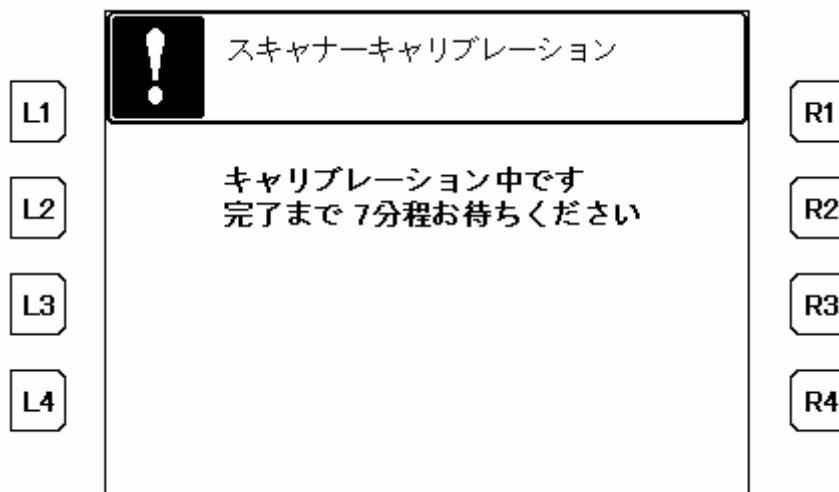 スキャナーキャリブレーション
L1
R1
キャリブレーション中です
L2
完了まで 7分程お待ちください
R2
L3
R3
L4
R4